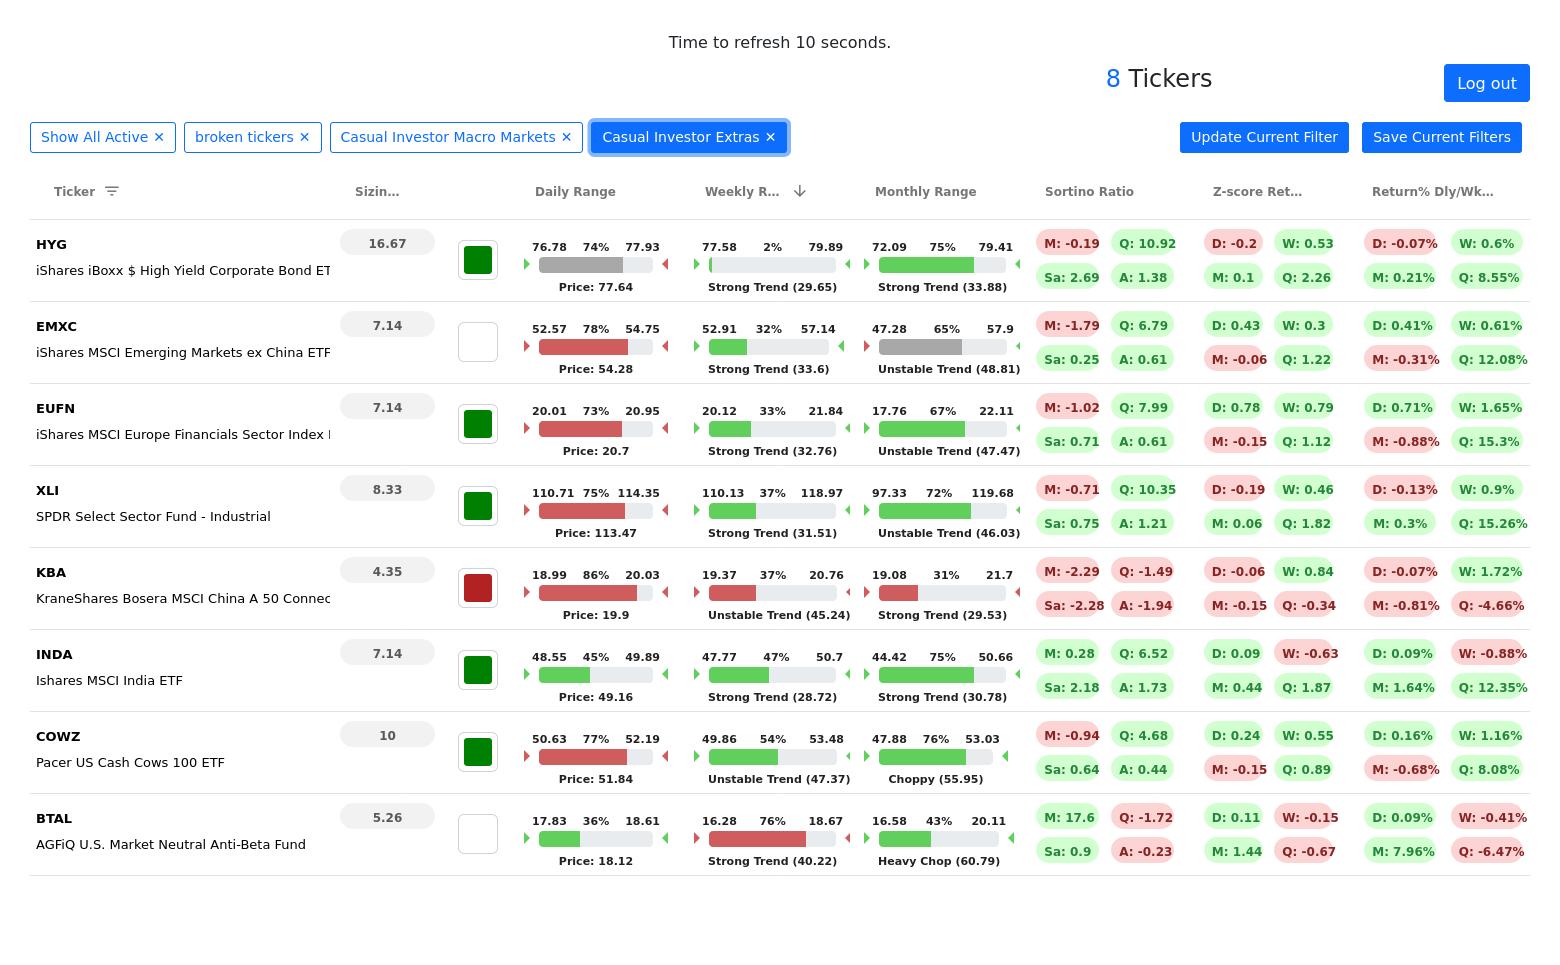 Time to refresh 10 seconds.
8 Tickers
Log out
Show All Active ✕ broken tickers ✕ Casual Investor Macro Markets ✕ Casual Investor Extras ✕ Update Current Filter Save Current Filters
Ticker Sizin... Daily Range Weekly R... Monthly Range Sortino Ratio Z-score Ret... Return% Dly/Wk...
HYG 16.67 76.78 74% 77.93 77.58 2% 79.89 72.09 75% 79.41 M: -0.19 Q: 10.92 D: -0.2 W: 0.53 D: -0.07% W: 0.6%
iShares iBoxx $ High Yield Corporate Bond ET Price: 77.64 Strong Trend (29.65) Strong Trend (33.88) Sa: 2.69 A: 1.38 M: 0.1 Q: 2.26 M: 0.21% Q: 8.55%
EMXC 7.14 52.57 78% 54.75 52.91 32% 57.14 47.28 65% 57.9 M: -1.79 Q: 6.79 D: 0.43 W: 0.3 D: 0.41% W: 0.61%
iShares MSCI Emerging Markets ex China ETF Price: 54.28 Strong Trend (33.6) Unstable Trend (48.81) Sa: 0.25 A: 0.61 M: -0.06 Q: 1.22 M: -0.31% Q: 12.08%
EUFN 7.14 20.01 73% 20.95 20.12 33% 21.84 17.76 67% 22.11 M: -1.02 Q: 7.99 D: 0.78 W: 0.79 D: 0.71% W: 1.65%
iShares MSCI Europe Financials Sector Index Price: 20.7 Strong Trend (32.76) Unstable Trend (47.47) Sa: 0.71 A: 0.61 M: -0.15 Q: 1.12 M: -0.88% Q: 15.3%
XLI 8.33 110.71 75% 114.35 110.13 37% 118.97 97.33 72% 119.68 M: -0.71 Q: 10.35 D: -0.19 W: 0.46 D: -0.13% W: 0.9%
SPDR Select Sector Fund - Industrial Price: 113.47 Strong Trend (31.51) Unstable Trend (46.03) Sa: 0.75 A: 1.21 M: 0.06 Q: 1.82 M: 0.3% Q: 15.26%
KBA 4.35 18.99 86% 20.03 19.37 37% 20.76 19.08 31% 21.7 M: -2.29 Q: -1.49 D: -0.06 W: 0.84 D: -0.07% W: 1.72%
KraneShares Bosera MSCI China A 50 Connec Price: 19.9 Unstable Trend (45.24) Strong Trend (29.53) Sa: -2.28 A: -1.94 M: -0.15 Q: -0.34 M: -0.81% Q: -4.66%
INDA 7.14 48.55 45% 49.89 47.77 47% 50.7 44.42 75% 50.66 M: 0.28 Q: 6.52 D: 0.09 W: -0.63 D: 0.09% W: -0.88%
Ishares MSCI India ETF Price: 49.16 Strong Trend (28.72) Strong Trend (30.78) Sa: 2.18 A: 1.73 M: 0.44 Q: 1.87 M: 1.64% Q: 12.35%
COWZ 10 50.63 77% 52.19 49.86 54% 53.48 47.88 76% 53.03 M: -0.94 Q: 4.68 D: 0.24 W: 0.55 D: 0.16% W: 1.16%
Pacer US Cash Cows 100 ETF Price: 51.84 Unstable Trend (47.37) Choppy (55.95) Sa: 0.64 A: 0.44 M: -0.15 Q: 0.89 M: -0.68% Q: 8.08%
BTAL 5.26 17.83 36% 18.61 16.28 76% 18.67 16.58 43% 20.11 M: 17.6 Q: -1.72 D: 0.11 W: -0.15 D: 0.09% W: -0.41%
AGFiQ U.S. Market Neutral Anti-Beta Fund Price: 18.12 Strong Trend (40.22) Heavy Chop (60.79) Sa: 0.9 A: -0.23 M: 1.44 Q: -0.67 M: 7.96% Q: -6.47%